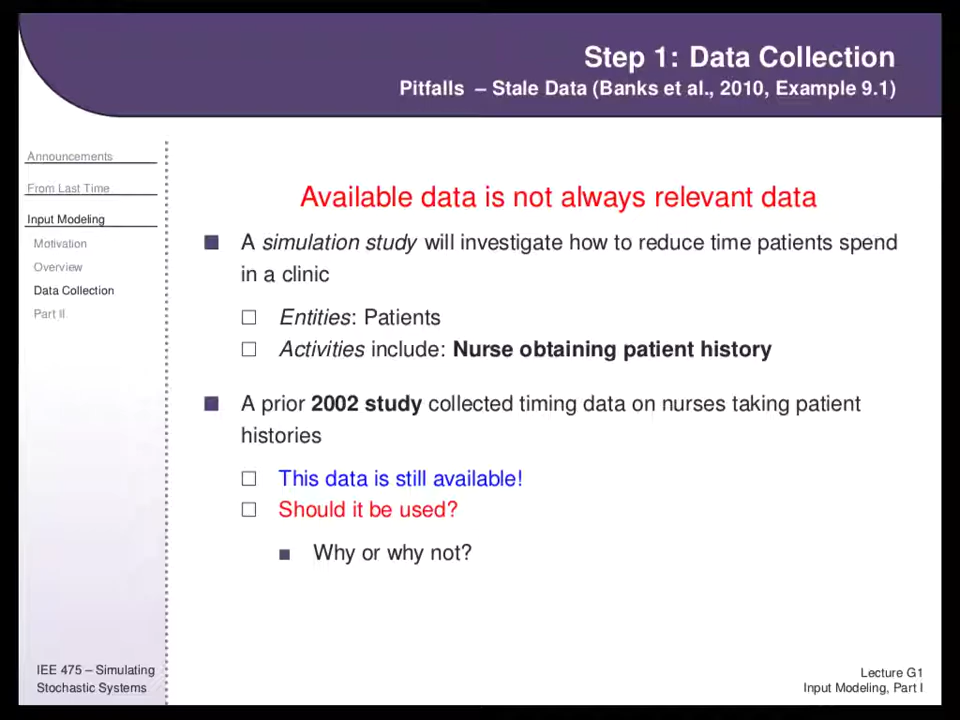 Step 1: Data Collection
Pitfalls – Stale Data (Banks et al., 2010, Example 9.1)
Announcements
From Last Time
Input Modeling
Motivation
Overview
Data Collection
Part II
Available data is not always relevant data
A simulation study will investigate how to reduce time patients spend
in a clinic
Entities: Patients
Activities include: Nurse obtaining patient history
A prior 2002 study collected timing data on nurses taking patient
histories
This data is still available!
Should it be used?
Why or why not?
IEE 475 – Simulating
Stochastic Systems
Lecture G1
Input Modeling, Part I